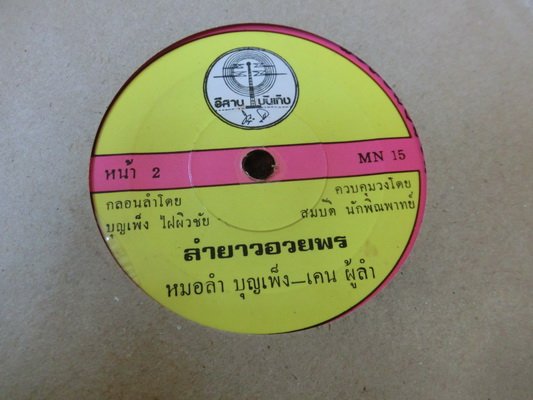 อีสาน บันเทิง
หน้า 2
MN 15
กลอนลำโดย
บุญเพ็ง ไฝผิวชัย
ควบคุมวงโดย
สมบัติ นักพิณพาทย์
ลำยาวอวยพร
หมอลำ บุญเพ็ง—เคน ผู้ลำ